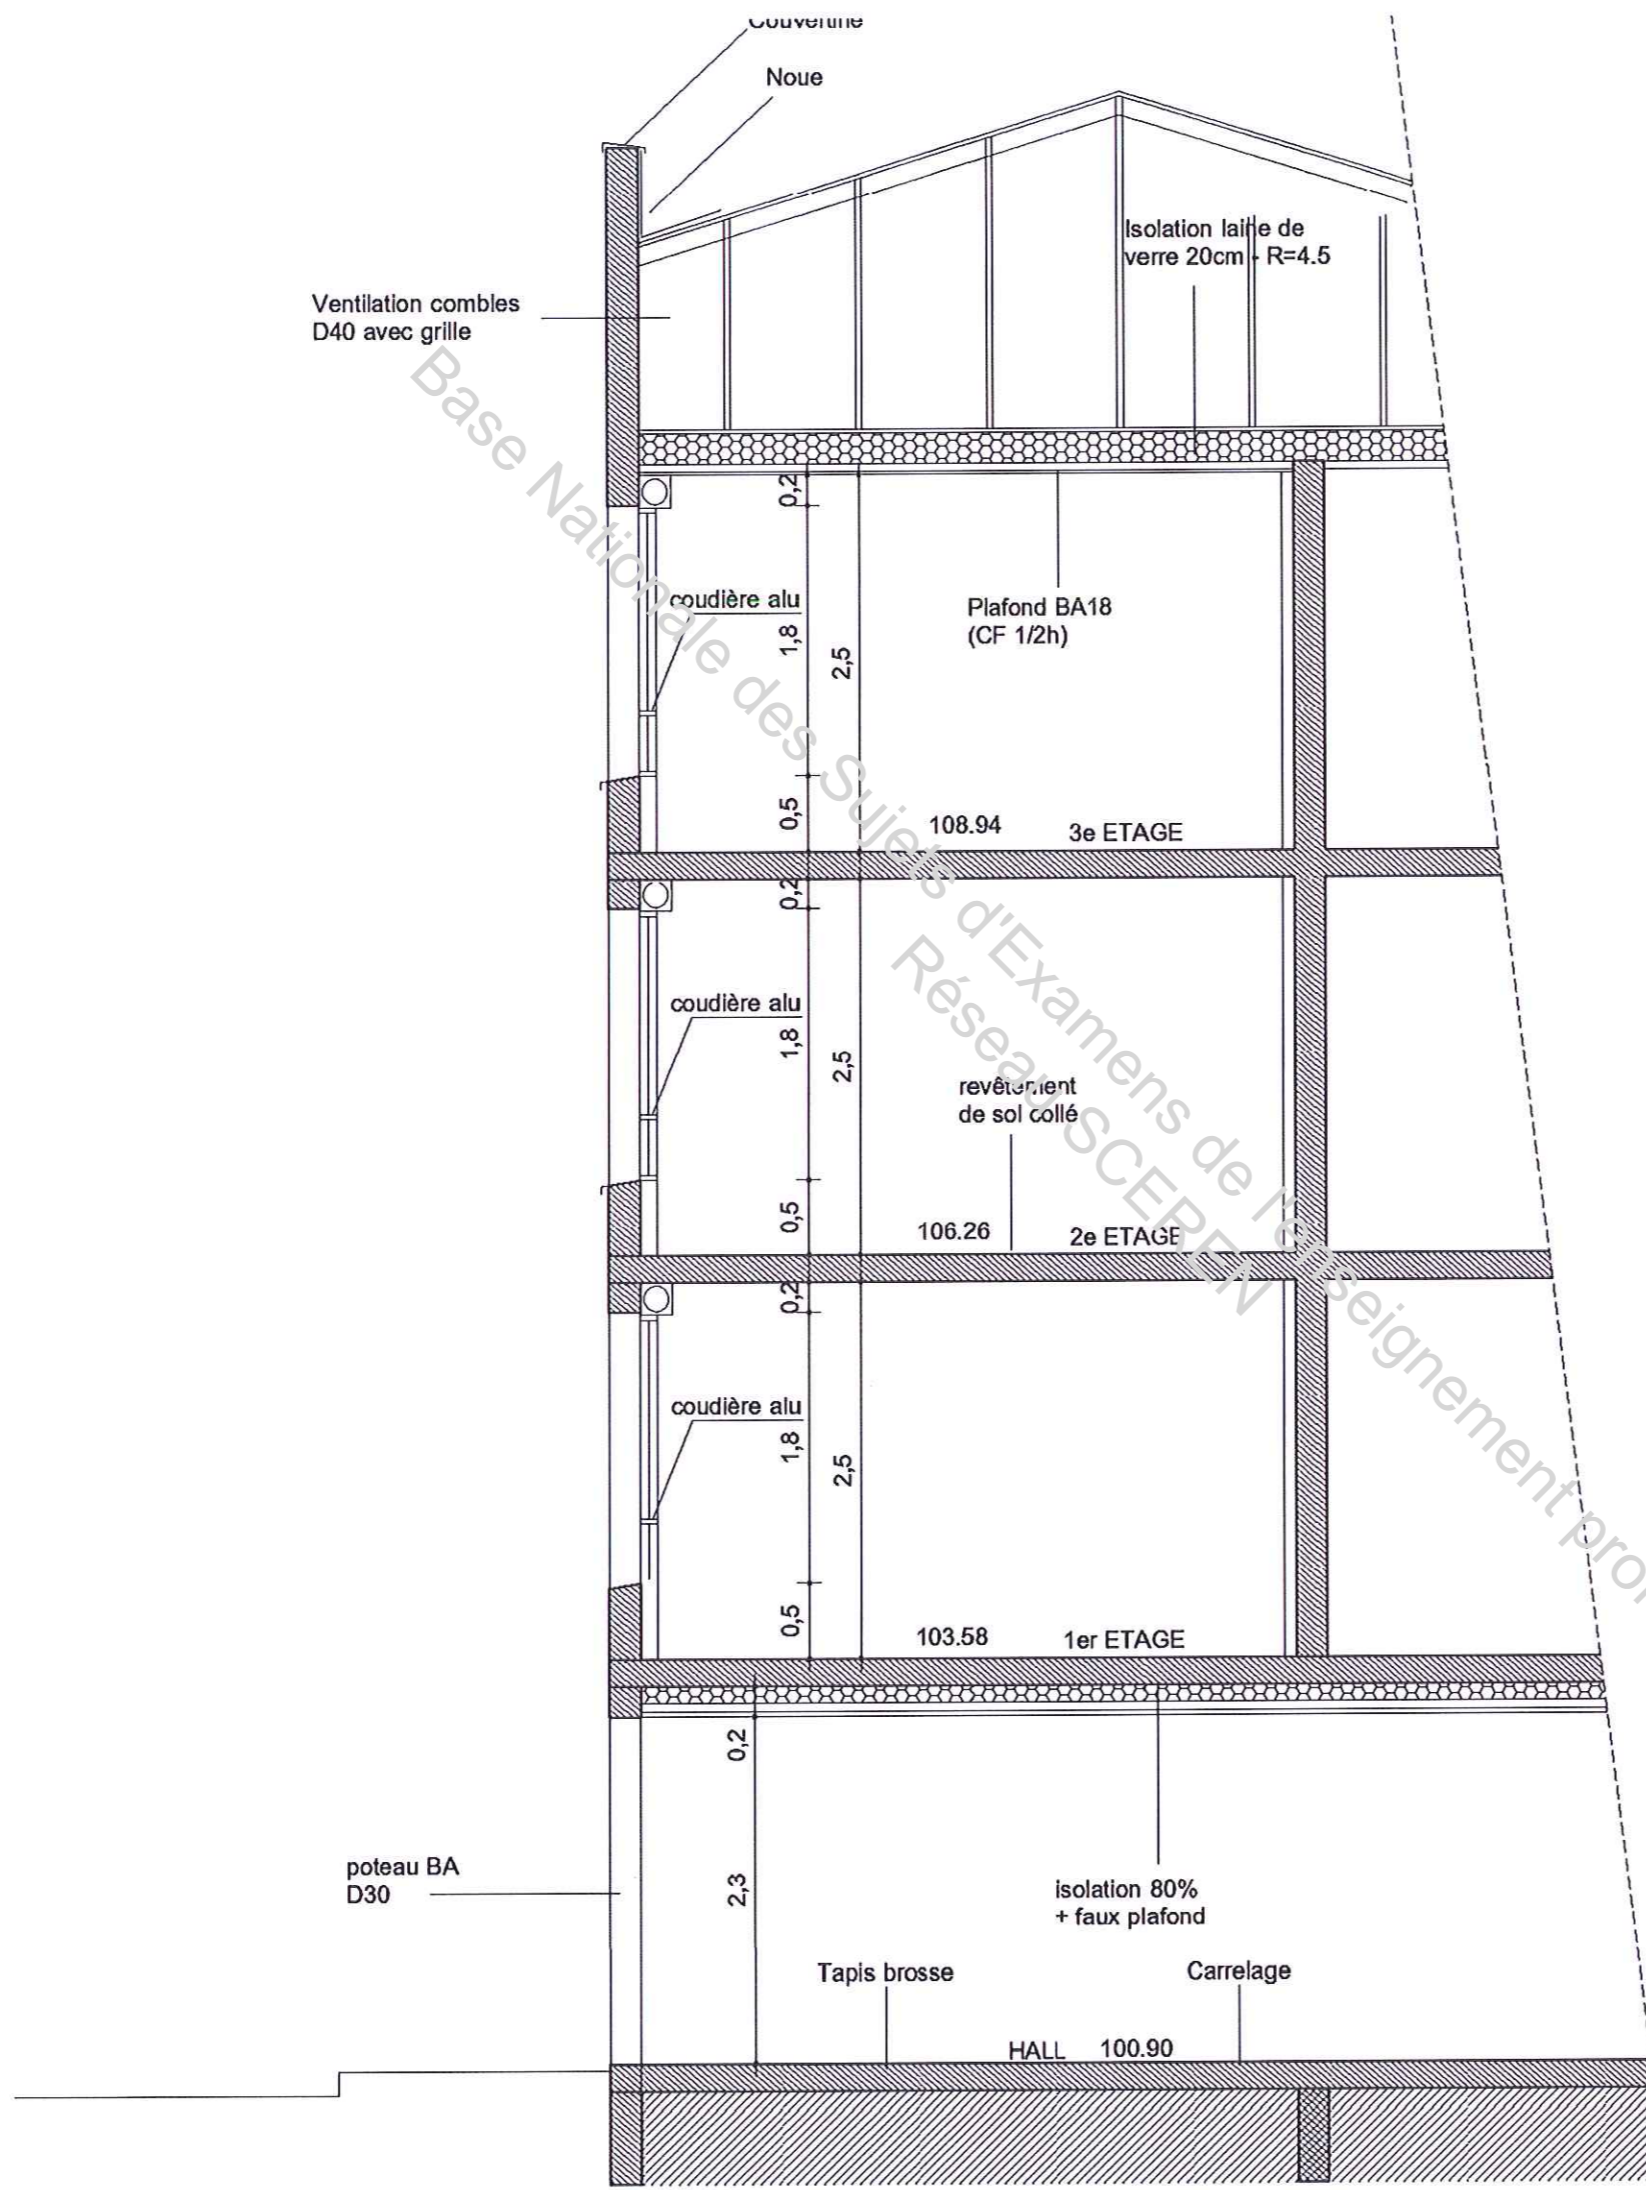 Couvertine
Noue
Isolation laine de
verre 20cm - R=4.5
Ventilation combles
D40 avec grille
0,2
coudière alu
1,8
2,5
Plafond BA18
(CF 1/2h)
0,5
108.94
3e ETAGE
0,2
coudière alu
1,8
2,5
revêtement
de sol collé
0,5
106.26
2e ETAGE
0,2
coudière alu
1,8
2,5
0,5
103.58
1er ETAGE
0,2
poteau BA
D30
2,3
isolation 80%
+ faux plafond
Tapis brosse
Carrelage
HALL 100.90
Base Nationale des Sujets d'Examens de l'enseignement pro
Réseau SCEREN